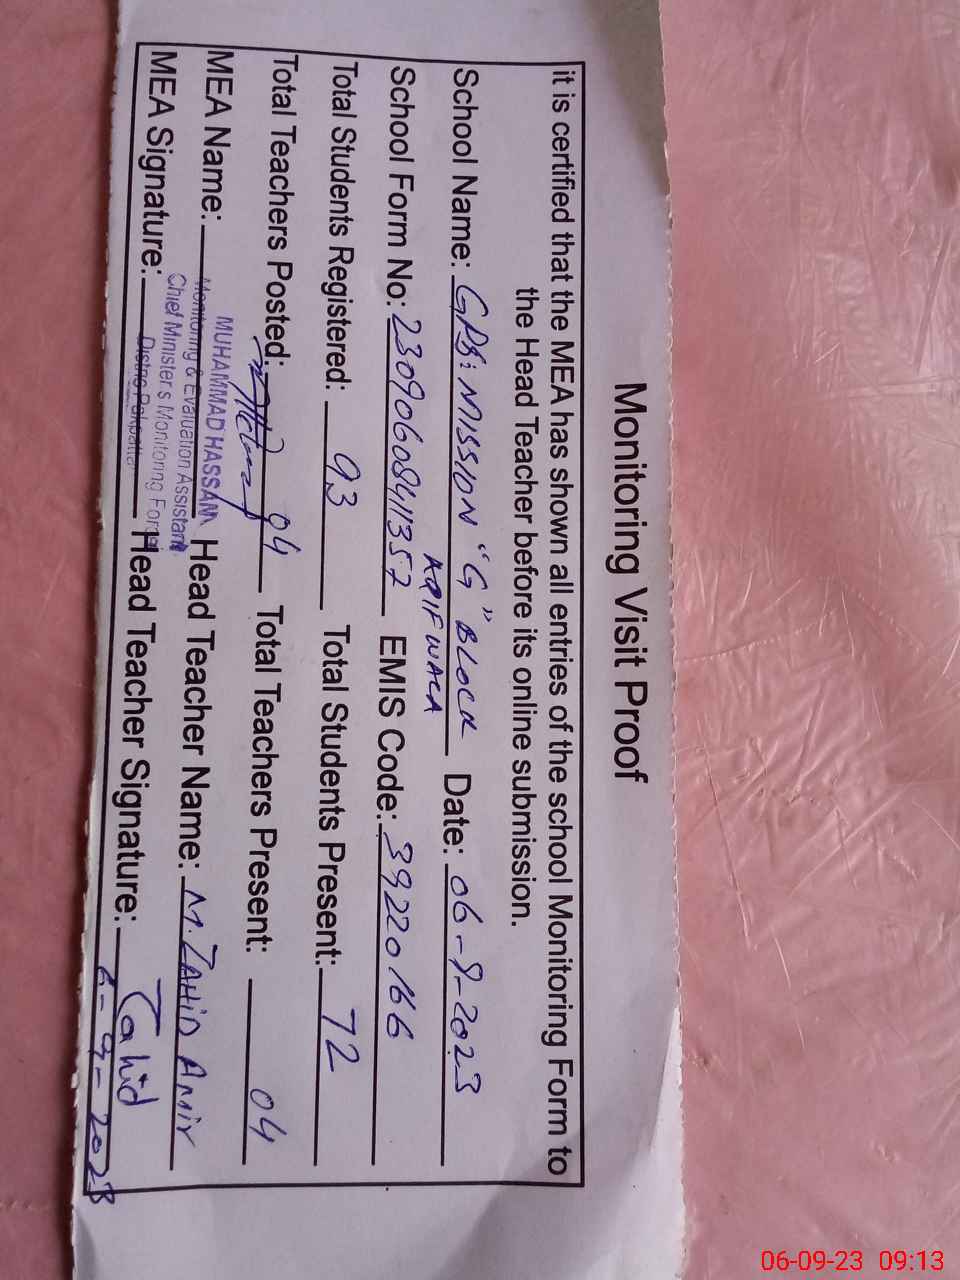 Monitoring Visit Proof
it is certified that the MEA has shown all entries of the school Monitoring Form to
the Head Teacher before its online submission.
School Name: GPS: MISSION "G" BLOCK Date: 06-9-2023
ARIFWALA
School Form No: 2309060841357 EMIS Code: 39220166
Total Students Registered: 93 Total Students Present: 72
Total Teachers Posted: 04 Total Teachers Present: 04
MEA Name: MUHAMMAD HASSAN Head Teacher Name: M. ZAHID AMIR
Monitoring & Evaluation Assistant
Chief Minister's Monitoring Force
MEA Signature: District Pakpattan Head Teacher Signature: Zahid
6-9-2023
06-09-23 09:13